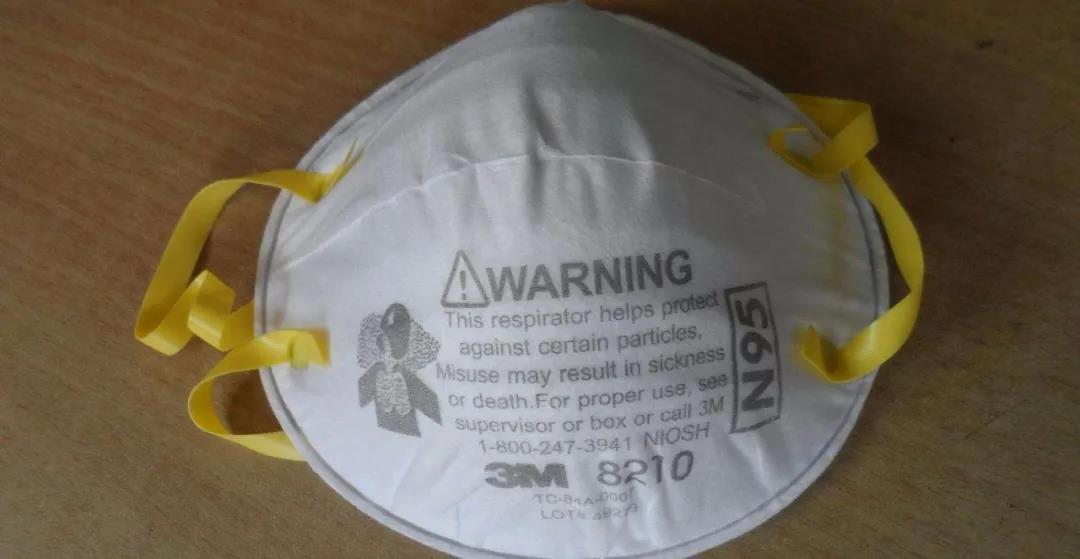 WARNING
This respirator helps protect
against certain particles,
Misuse may result in sickness
or death.For proper use, see
supervisor or box or call 3M
1-800-247-3941 NIOSH
3M 8210
N95
LOT#